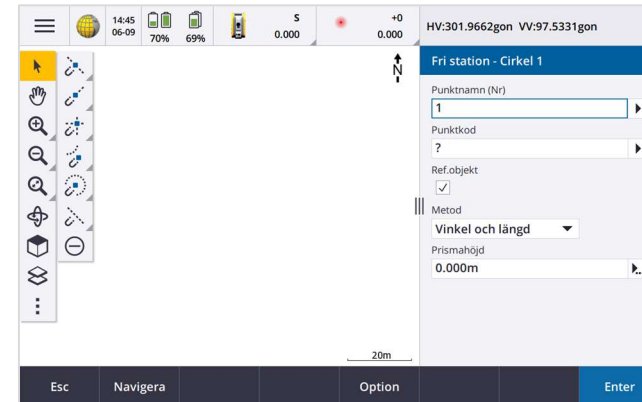 14:45
06-09
70%
69%
S
0.000
+0
0.000
HV:301.9662gon VV:97.5331gon
Fri station - Cirkel 1
Punktnamn (Nr)
1
Punktkod
?
Ref.objekt
Metod
Vinkel och längd
Prismahöjd
0.000m
N
20m
Esc
Navigera
Option
Enter